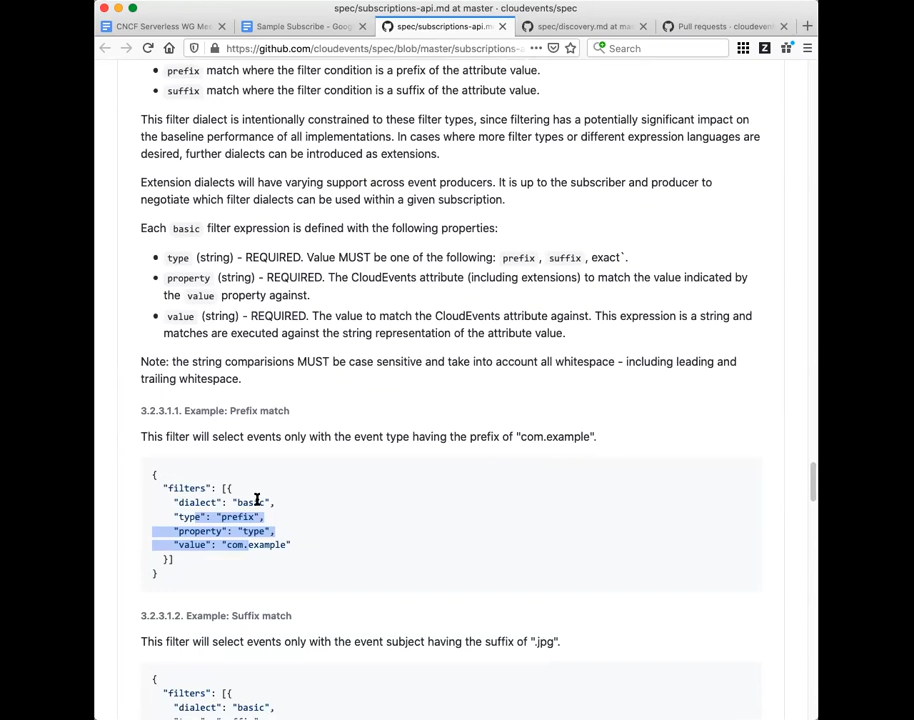 spec/subscriptions-api.md at master · cloudevents/spec
CNCF Serverless WG Me
Sample Subscribe - Goog
spec/subscriptions-api.m
spec/discovery.md at ma
Pull requests · cloudeven
https://github.com/cloudevents/spec/blob/master/subscriptions-a
Search
prefix match where the filter condition is a prefix of the attribute value.
suffix match where the filter condition is a suffix of the attribute value.
This filter dialect is intentionally constrained to these filter types, since filtering has a potentially significant impact on
the baseline performance of all implementations. In cases where more filter types or different expression languages are
desired, further dialects can be introduced as extensions.
Extension dialects will have varying support across event producers. It is up to the subscriber and producer to
negotiate which filter dialects can be used within a given subscription.
Each basic filter expression is defined with the following properties:
type (string) - REQUIRED. Value MUST be one of the following: prefix, suffix, exact`.
property (string) - REQUIRED. The CloudEvents attribute (including extensions) to match the value indicated by
the value property against.
value (string) - REQUIRED. The value to match the CloudEvents attribute against. This expression is a string and
matches are executed against the string representation of the attribute value.
Note: the string comparisions MUST be case sensitive and take into account all whitespace - including leading and
trailing whitespace.
3.2.3.1.1. Example: Prefix match
This filter will select events only with the event type having the prefix of "com.example".
{
"filters": [{
"dialect": "basic",
"type": "prefix",
"property": "type",
"value": "com.example"
}]
}
3.2.3.1.2. Example: Suffix match
This filter will select events only with the event subject having the suffix of ".jpg".
{
"filters": [{
"dialect": "basic",